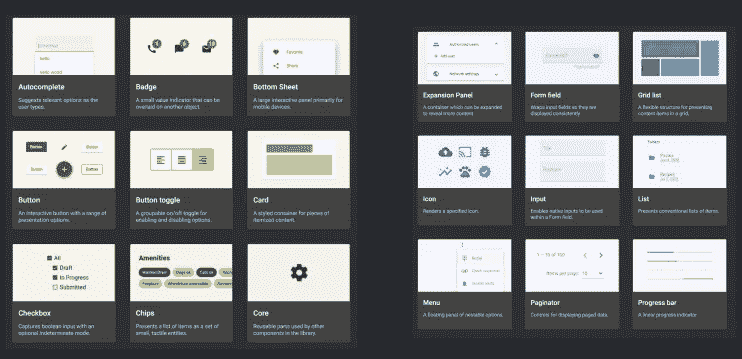 Autocomplete
Suggests relevant options as the
user types.
Badge
A small value indicator that can be
overlaid on another object.
Favorite
Share
Bottom Sheet
A large interactive panel primarily for
mobile devices.
Button
Button
Button
Button
An interactive button with a range of
presentation options.
Button toggle
A groupable on/off toggle for
enabling and disabling options.
Card
A styled container for pieces of
itemized content.
All
Draft
In Progress
Submitted
Checkbox
Captures boolean input with an
optional indeterminate mode.
Amenities
Chips
Presents a list of items as a set of
small, tactile entities.
Core
Reusable parts used by other
components in the library.
Expansion Panel
A container which can be expanded
to reveal more content.
Form field
Wraps input fields so they are
displayed consistently.
Grid list
A flexible structure for presenting
content items in a grid.
Icon
Renders a specified icon.
Input
Enables native inputs to be used
within a Form field.
List
Presents conventional lists of items.
Menu
A floating panel of nestable options.
Items per page: 10
Paginator
Controls for displaying paged data.
Progress bar
A linear progress indicator.